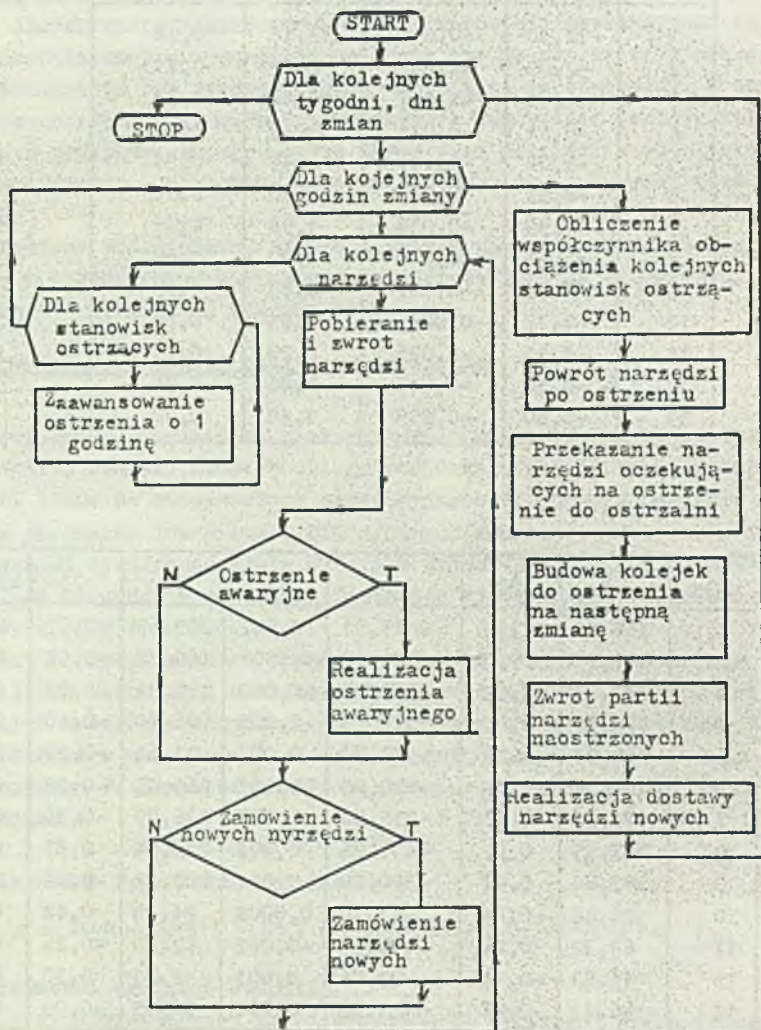 START
Dla kolejnych
tygodni, dni
zmian
STOP
Dla kojejnych
godzin zmiany
Dla kolejnych
narzędzi
Dla kolejnych
stanowisk
ostrzących
Zaawansowanie
ostrzenia o 1
godzinę
Pobieranie
i zwrot
narzędzi
N
Ostrzenie
awaryjne
T
Realizacja
ostrzenia
awaryjnego
N
Zamówienie
nowych nyrzędzi
T
Zamówienie
narzędzi
nowych
Obliczenie
współczynnika ob-
ciążenia kolejnych
stanowisk ostrzą-
cych
Powrót narzędzi
po ostrzeniu
Przekazanie na-
rzędzi oczekują-
cych na ostrze-
nie do ostrzalni
Budowa kolejek
do ostrzenia
na następną
zmianę
Zwrot partii
narzędzi
naostrzonych
Realizacja dostawy
narzędzi nowych